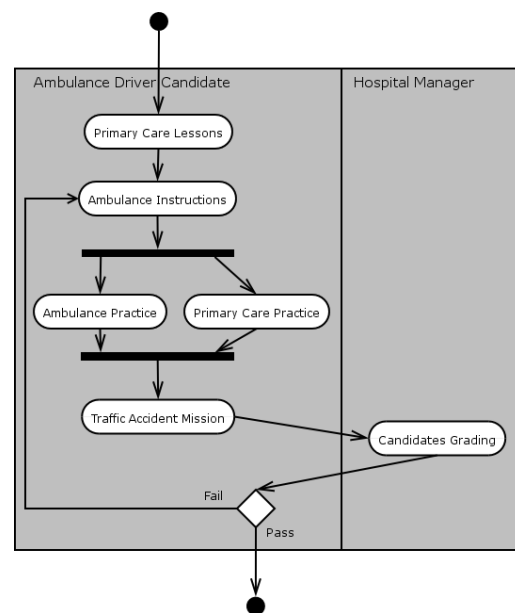 Ambulance Driver Candidate
Hospital Manager
Primary Care Lessons
Ambulance Instructions
Ambulance Practice
Primary Care Practice
Traffic Accident Mission
Candidates Grading
Fail
Pass